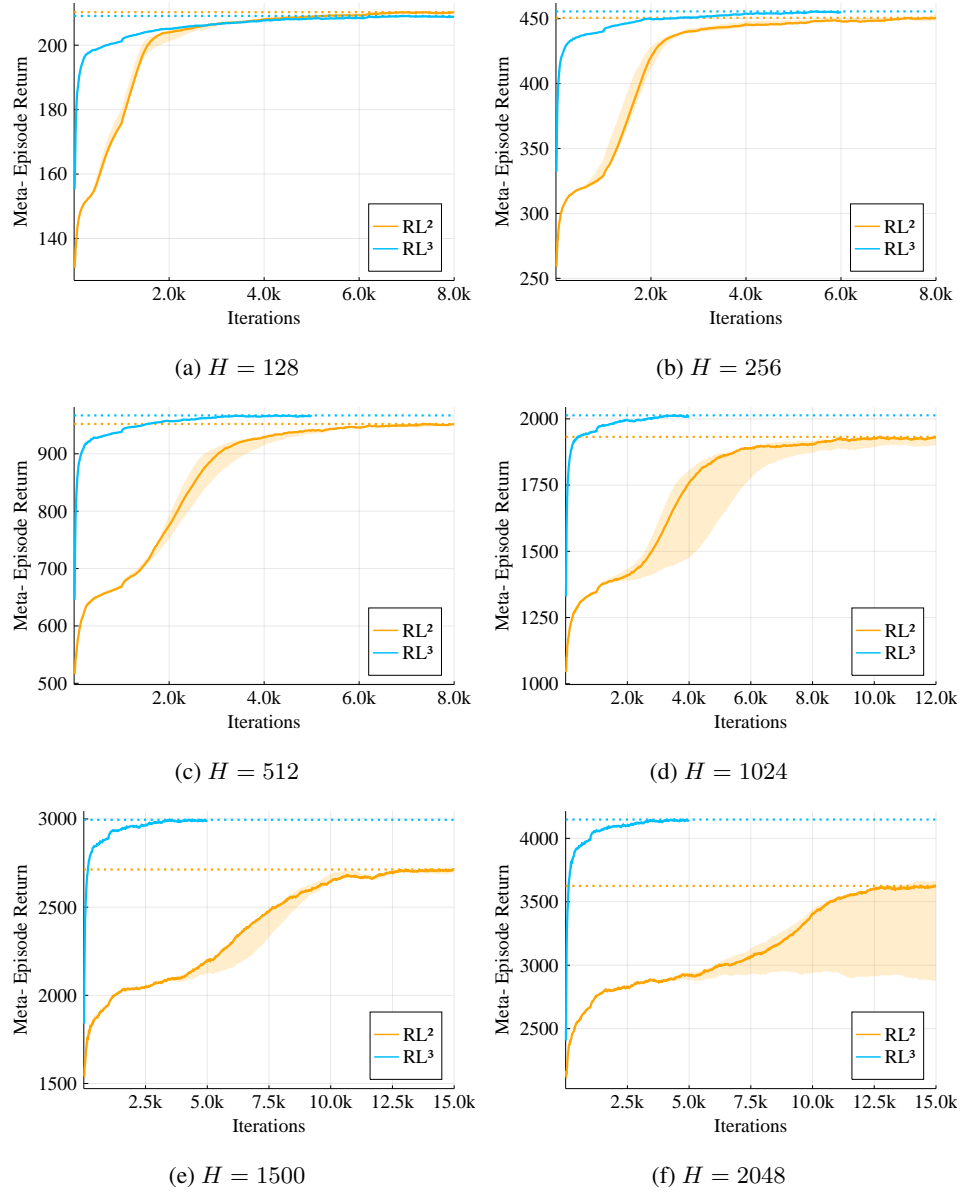 200
180
160
140
Meta- Episode Return
RL²
RL³
2.0k 4.0k 6.0k 8.0k
Iterations
(a) H = 128
450
400
350
300
250
Meta- Episode Return
RL²
RL³
2.0k 4.0k 6.0k 8.0k
Iterations
(b) H = 256
900
800
700
600
500
Meta- Episode Return
RL²
RL³
2.0k 4.0k 6.0k 8.0k
Iterations
(c) H = 512
2000
1750
1500
1250
1000
Meta- Episode Return
RL²
RL³
2.0k 4.0k 6.0k 8.0k 10.0k 12.0k
Iterations
(d) H = 1024
3000
2500
2000
1500
Meta- Episode Return
RL²
RL³
2.5k 5.0k 7.5k 10.0k 12.5k 15.0k
Iterations
(e) H = 1500
4000
3500
3000
2500
Meta- Episode Return
RL²
RL³
2.5k 5.0k 7.5k 10.0k 12.5k 15.0k
Iterations
(f) H = 2048